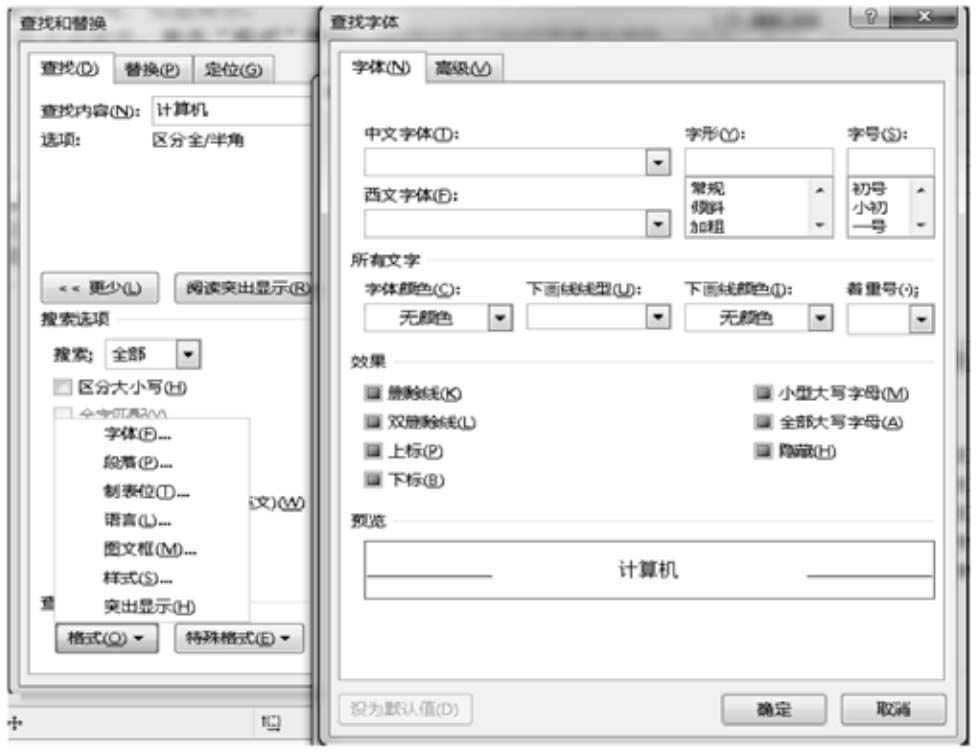 查找和替换
查找(D) 替换(P) 定位(G)
查找内容(N): 计算机
选项: 区分全/半角
<< 更少(L) 阅读突出显示(R)
搜索选项
搜索: 全部
区分大小写(H)
全字匹配(Y)
字体(F)...
段落(P)...
制表位(T)...
文)(W)
语言(L)...
图文框(M)...
样式(S)...
突出显示(H)
格式(O) 特殊格式(E)
查找字体
字体(N) 高级(V)
中文字体(T): 字形(Y): 字号(S):
常规 初号
西文字体(F): 倾斜 小初
加粗 一号
所有文字
字体颜色(C): 下画线线型(U): 下画线颜色(I): 着重号(·):
无颜色 无颜色
效果
删除线(K) 小型大写字母(M)
双删除线(L) 全部大写字母(A)
上标(P) 隐藏(H)
下标(B)
预览
计算机
设为默认值(D) 确定 取消